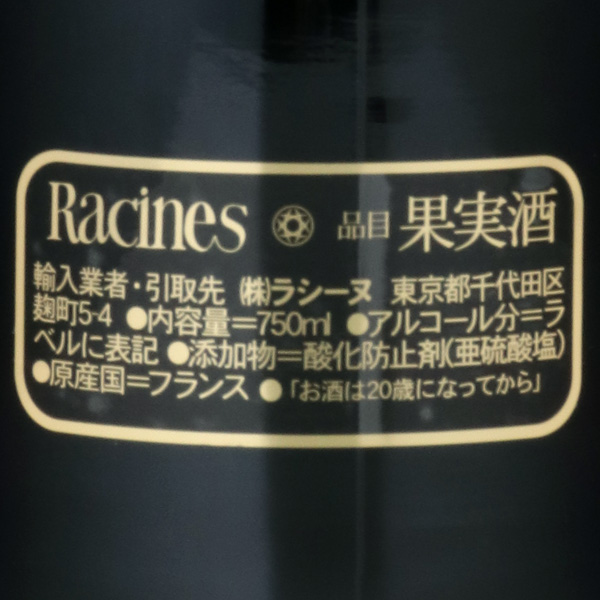 Racines 品目 果実酒
輸入業者・引取先 ㈱ラシーヌ 東京都千代田区
麹町5-4 ●内容量=750ml ●アルコール分=ラ
ベルに表記 ●添加物=酸化防止剤(亜硫酸塩)
●原産国=フランス ●「お酒は20歳になってから」